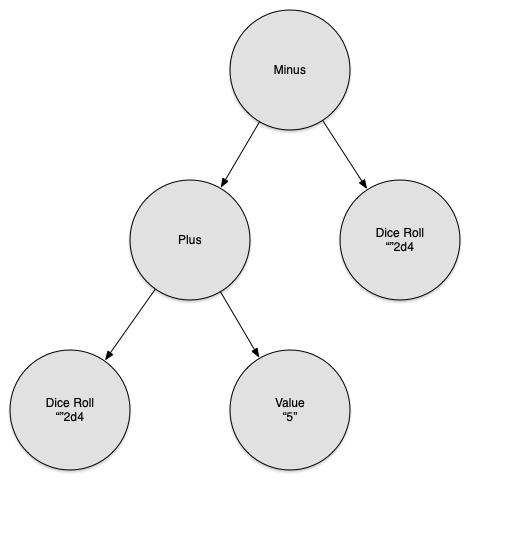 Minus
Plus
Dice Roll
“”2d4
Dice Roll
“”2d4
Value
“5”